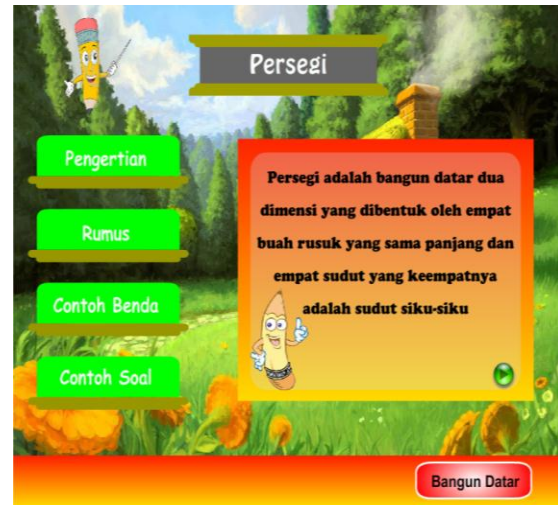 Persegi
Pengertian
Rumus
Contoh Benda
Contoh Soal
Persegi adalah bangun datar dua
dimensi yang dibentuk oleh empat
buah rusuk yang sama panjang dan
empat sudut yang keempatnya
adalah sudut siku-siku
Bangun Datar